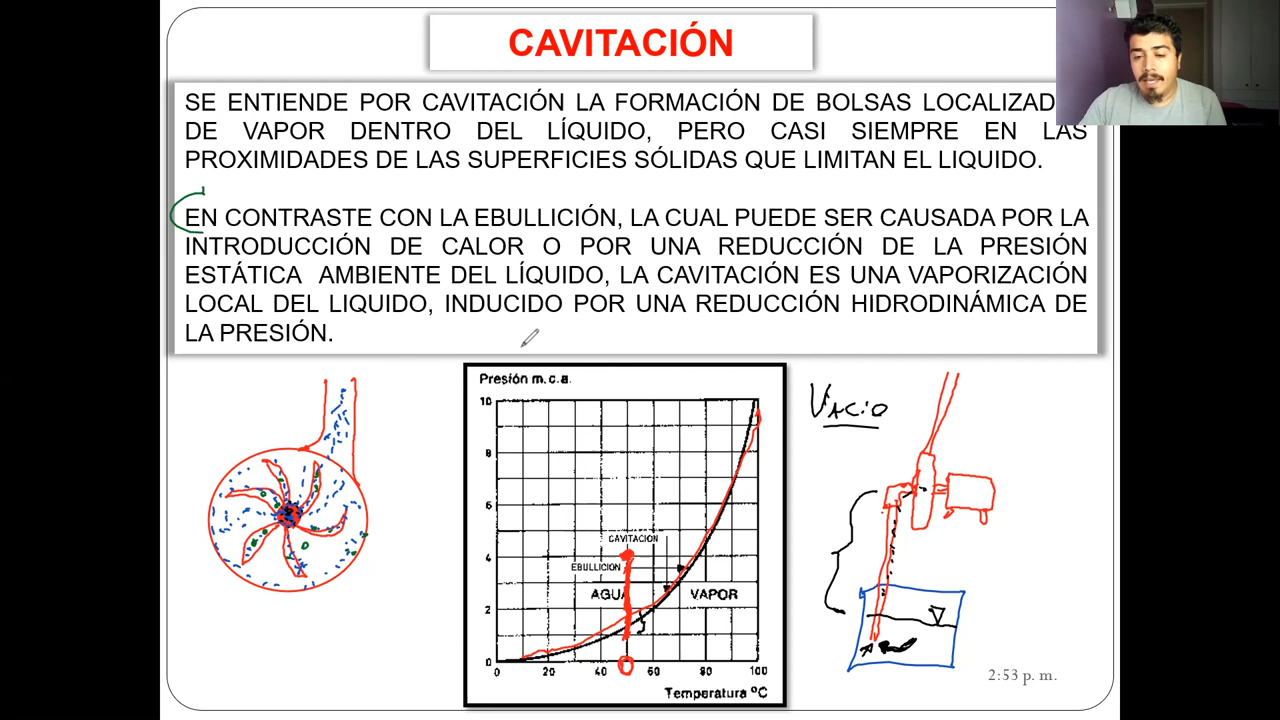 CAVITACIÓN
SE ENTIENDE POR CAVITACIÓN LA FORMACIÓN DE BOLSAS LOCALIZAD
DE VAPOR DENTRO DEL LÍQUIDO, PERO CASI SIEMPRE EN LAS
PROXIMIDADES DE LAS SUPERFICIES SÓLIDAS QUE LIMITAN EL LIQUIDO.
EN CONTRASTE CON LA EBULLICIÓN, LA CUAL PUEDE SER CAUSADA POR LA
INTRODUCCIÓN DE CALOR O POR UNA REDUCCIÓN DE LA PRESIÓN
ESTÁTICA AMBIENTE DEL LÍQUIDO, LA CAVITACIÓN ES UNA VAPORIZACIÓN
LOCAL DEL LIQUIDO, INDUCIDO POR UNA REDUCCIÓN HIDRODINÁMICA DE
LA PRESIÓN.
Presión m.c.a.
10
8
6
4
2
0
CAVITACION
EBULLICION
AGUA
VAPOR
0 20 40 60 80 100
Temperatura ºC
VACIO
2:53 p. m.